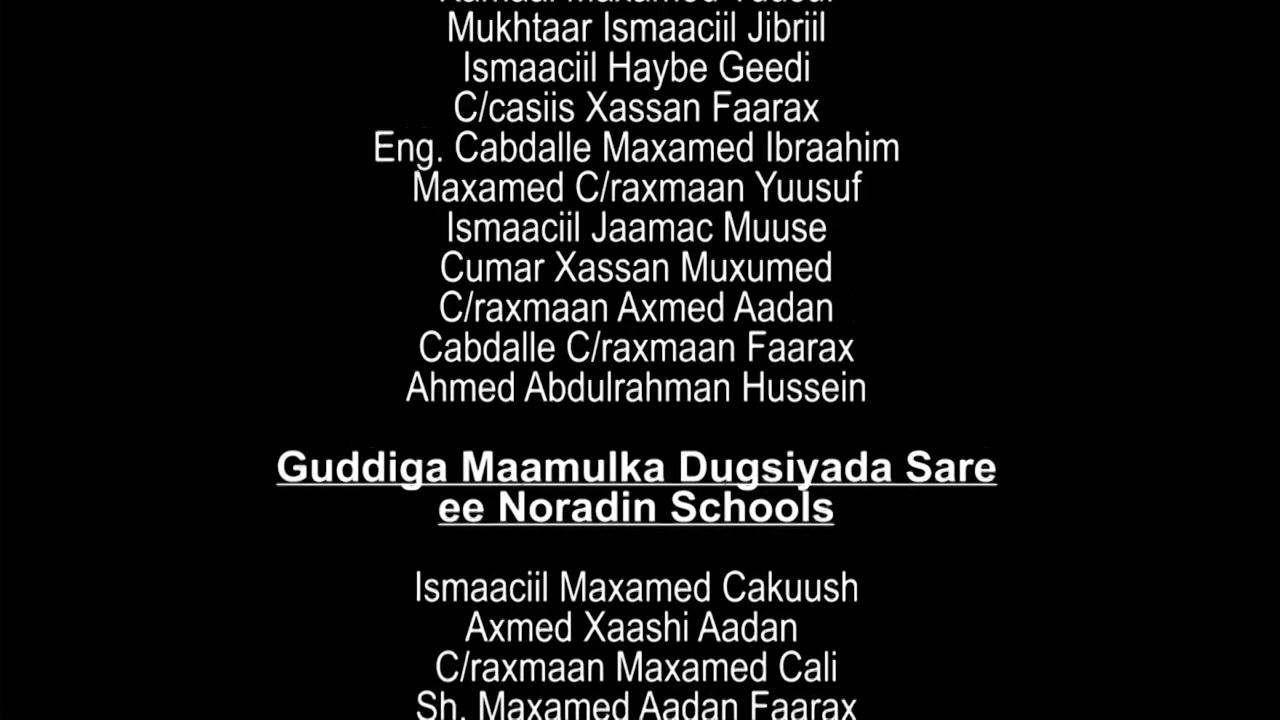 Mukhtaar Ismaaciil Jibriil
Ismaaciil Haybe Geedi
C/casiis Xassan Faarax
Eng. Cabdalle Maxamed Ibraahim
Maxamed C/raxmaan Yuusuf
Ismaaciil Jaamac Muuse
Cumar Xassan Muxumed
C/raxmaan Axmed Aadan
Cabdalle C/raxmaan Faarax
Ahmed Abdulrahman Hussein
Guddiga Maamulka Dugsiyada Sare
ee Noradin Schools
Ismaaciil Maxamed Cakuush
Axmed Xaashi Aadan
C/raxmaan Maxamed Cali
Sh. Maxamed Aadan Faarax